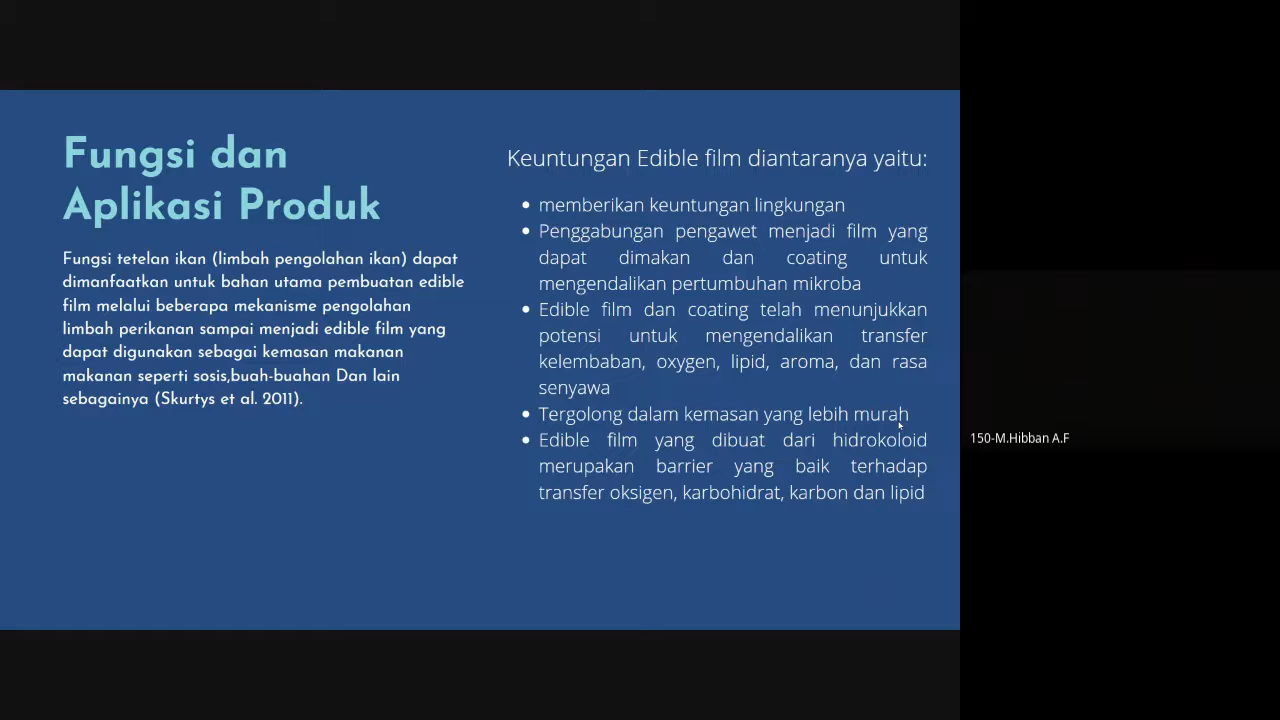 Fungsi dan
Aplikasi Produk
Fungsi tetelan ikan (limbah pengolahan ikan) dapat
dimanfaatkan untuk bahan utama pembuatan edible
film melalui beberapa mekanisme pengolahan
limbah perikanan sampai menjadi edible film yang
dapat digunakan sebagai kemasan makanan
makanan seperti sosis,buah-buahan Dan lain
sebagainya (Skurtys et al. 2011).
Keuntungan Edible film diantaranya yaitu:
• memberikan keuntungan lingkungan
• Penggabungan pengawet menjadi film yang
dapat dimakan dan coating untuk
mengendalikan pertumbuhan mikroba
• Edible film dan coating telah menunjukkan
potensi untuk mengendalikan transfer
kelembaban, oxygen, lipid, aroma, dan rasa
senyawa
• Tergolong dalam kemasan yang lebih murah
• Edible film yang dibuat dari hidrokoloid
merupakan barrier yang baik terhadap
transfer oksigen, karbohidrat, karbon dan lipid
150-M.Hibban A.F